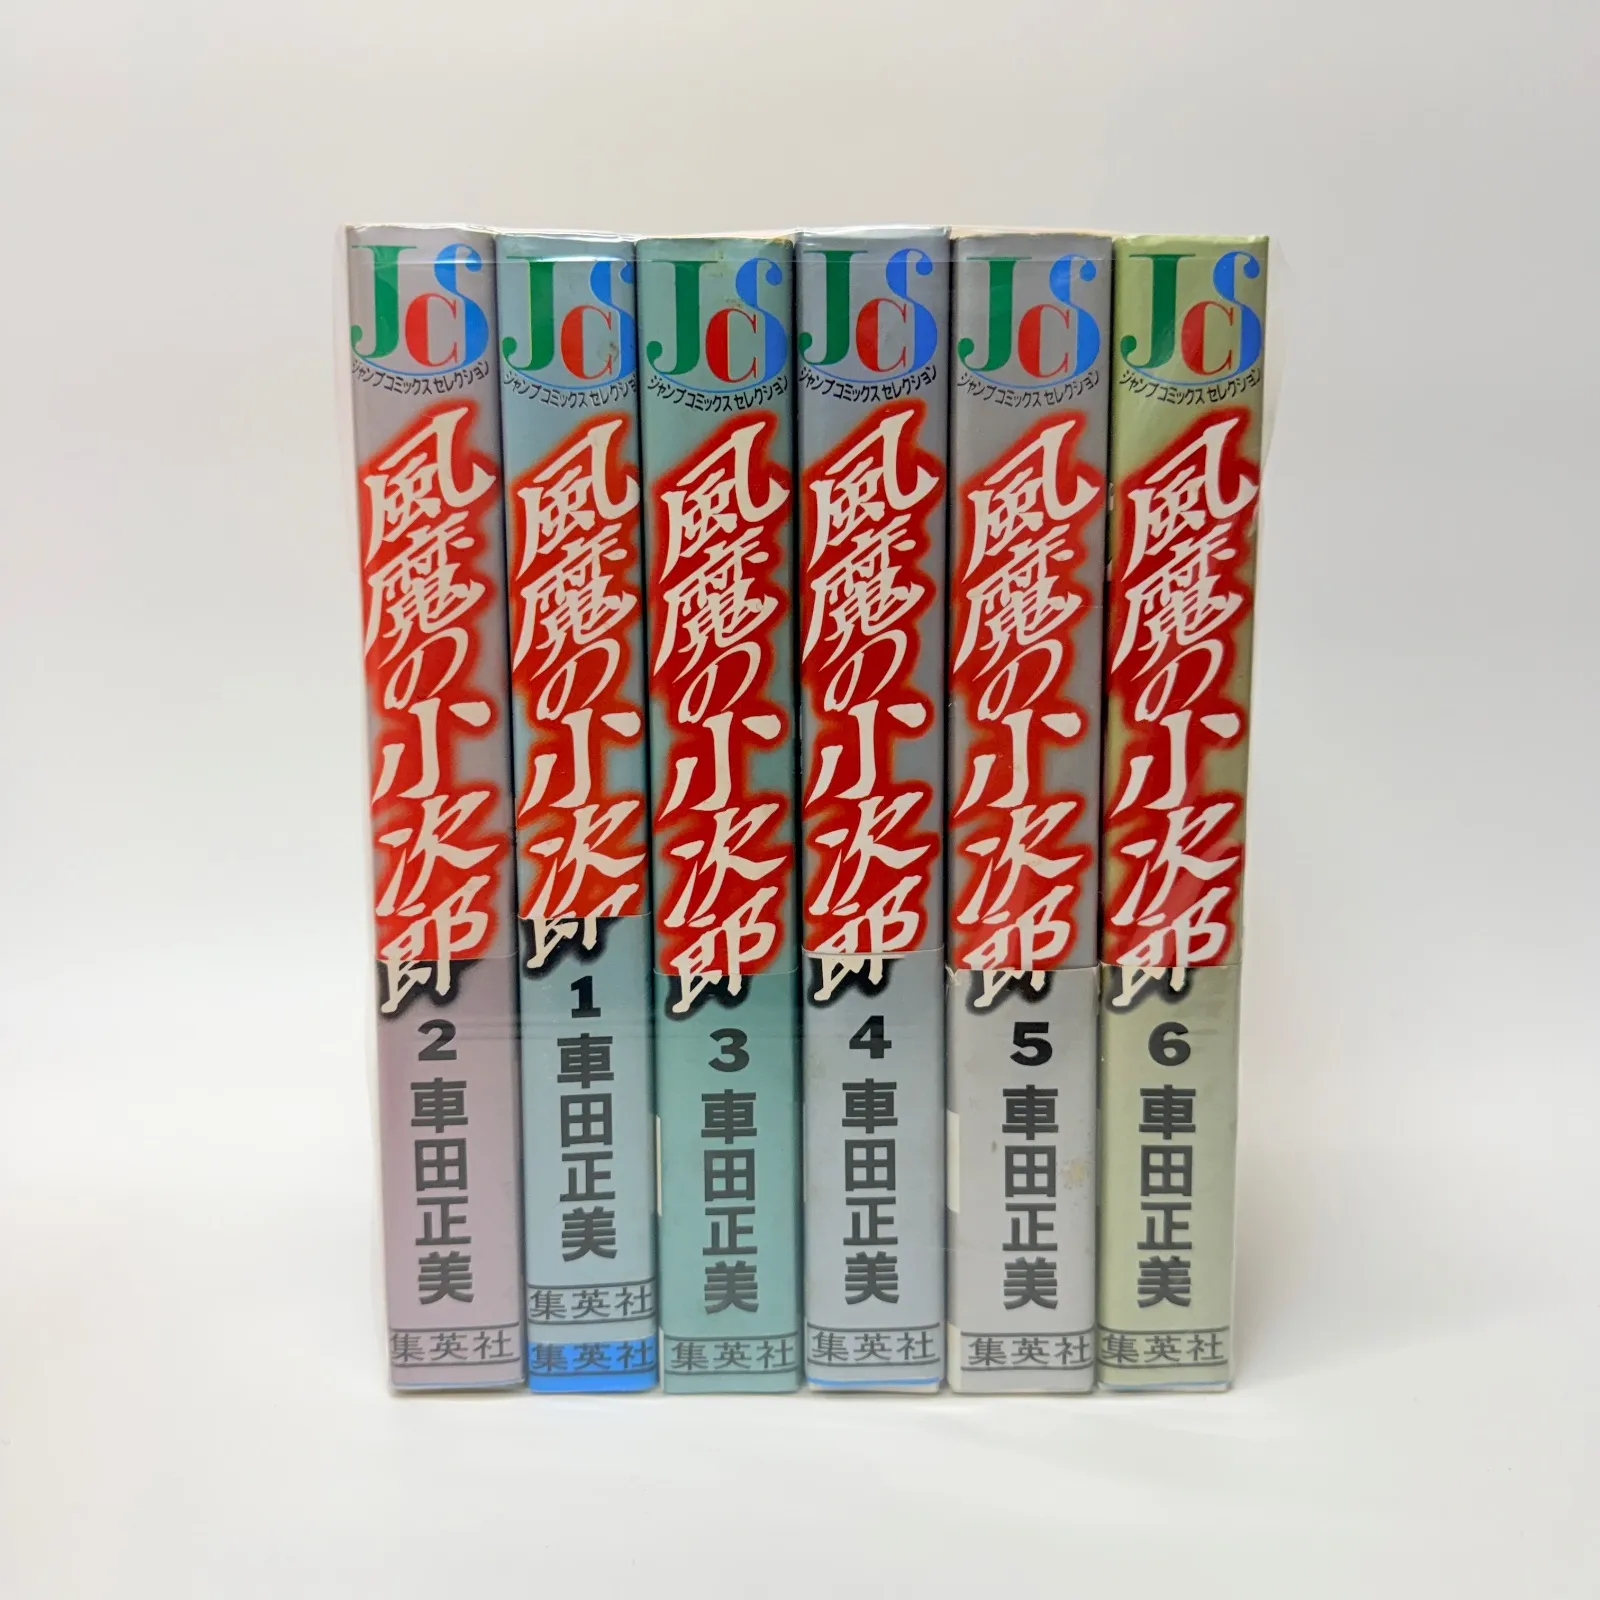 JCS
ジャンプコミックスセレクション
風魔の小次郎
2
車田正美
集英社
JCS
ジャンプコミックスセレクション
風魔の小次郎
郎
1
車田正美
集英社
集英社
JCS
ジャンプコミックスセレクション
風魔の小次郎
3
車田正美
集英社
JCS
ジャンプコミックスセレクション
風魔の小次郎
4
車田正美
集英社
JCS
ジャンプコミックスセレクション
風魔の小次郎
5
車田正美
集英社
JCS
ジャンプコミックスセレクション
風魔の小次郎
6
車田正美
集英社